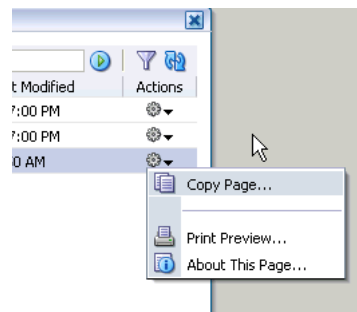 t Modified Actions
7:00 PM
7:00 PM
0 AM
Copy Page...
Print Preview...
About This Page...